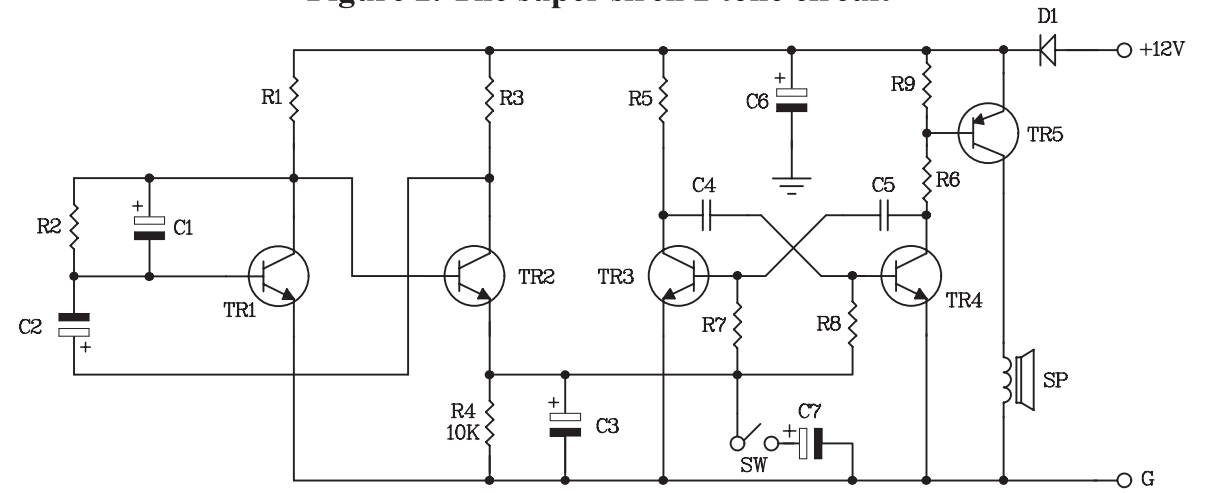 Figure 2. The super siren 2 tone circuit
D1
+12V
R1
R3
R5
C6
+
R9
TR5
R6
R2
+
C1
C4
C5
TR1
TR2
TR3
TR4
C2
+
R7
R8
R4
10K
+
C3
+
C7
SW
SP
G